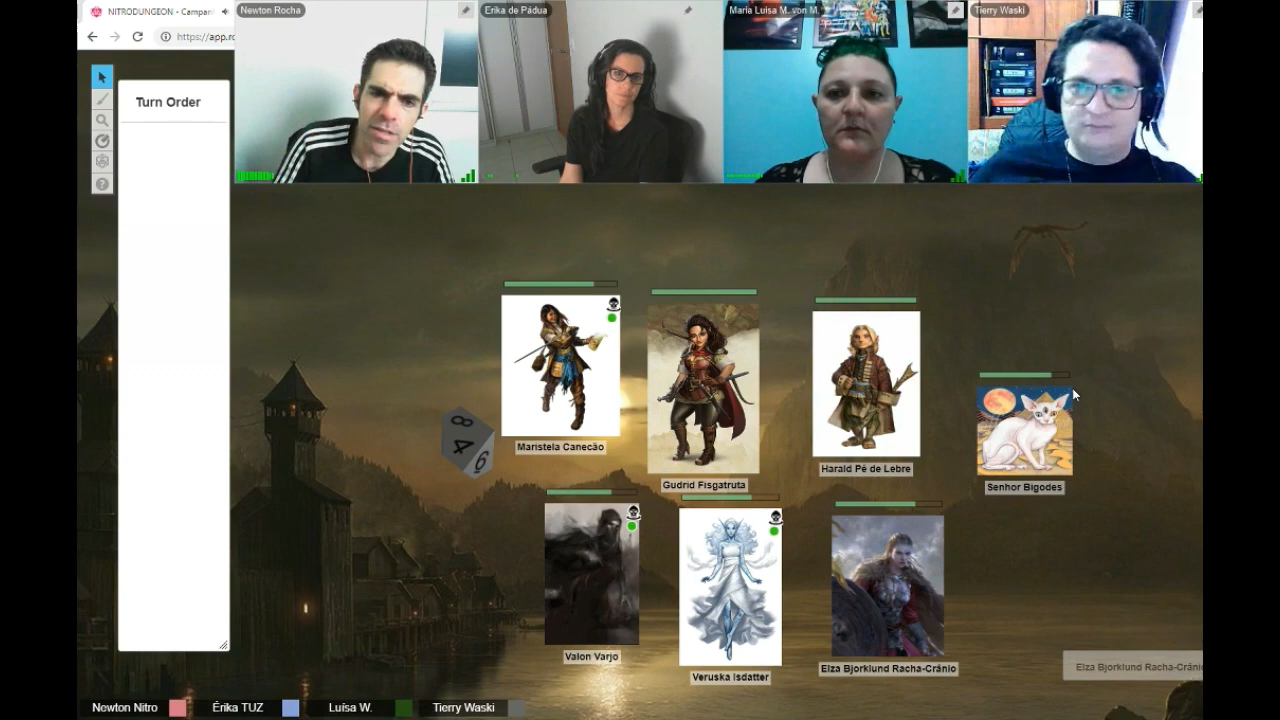 NITRODUNGEON - Campan
https://app.ro
Newton Rocha
Erika de Pádua
Maria Luisa M. von M.
Tierry Waski
Turn Order
8
4
6
Maristela Canecão
Gudrid Fisgatruta
Harald Pé de Lebre
Senhor Bigodes
Valon Varjo
Veruska Isdatter
Elza Bjorklund Racha-Crânio
Elza Bjorklund Racha-Crâni
Newton Nitro
Érika TUZ
Luísa W.
Tierry Waski